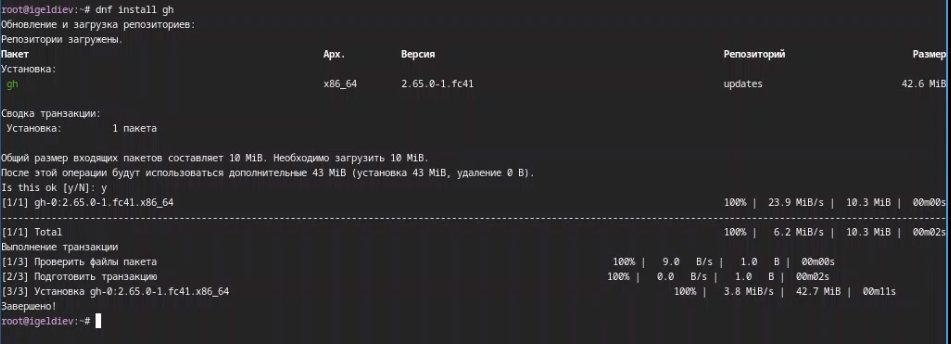 root@igeldiev:~# dnf install gh
Обновление и загрузка репозиториев:
Репозитории загружены.
Пакет Арх. Версия Репозиторий Размер
Установка:
gh x86_64 2.65.0-1.fc41 updates 42.6 MiB
Сводка транзакции:
Установка: 1 пакета
Общий размер входящих пакетов составляет 10 MiB. Необходимо загрузить 10 MiB.
После этой операции будут использоваться дополнительные 43 MiB (установка 43 MiB, удаление 0 B).
Is this ok [y/N]: y
[1/1] gh-0:2.65.0-1.fc41.x86_64 100% | 23.9 MiB/s | 10.3 MiB | 00m00s
[1/1] Total 100% | 6.2 MiB/s | 10.3 MiB | 00m02s
Выполнение транзакции
[1/3] Проверить файлы пакета 100% | 9.0 B/s | 1.0 B | 00m00s
[2/3] Подготовить транзакцию 100% | 0.0 B/s | 1.0 B | 00m02s
[3/3] Установка gh-0:2.65.0-1.fc41.x86_64 100% | 3.8 MiB/s | 42.7 MiB | 00m11s
Завершено!
root@igeldiev:~#